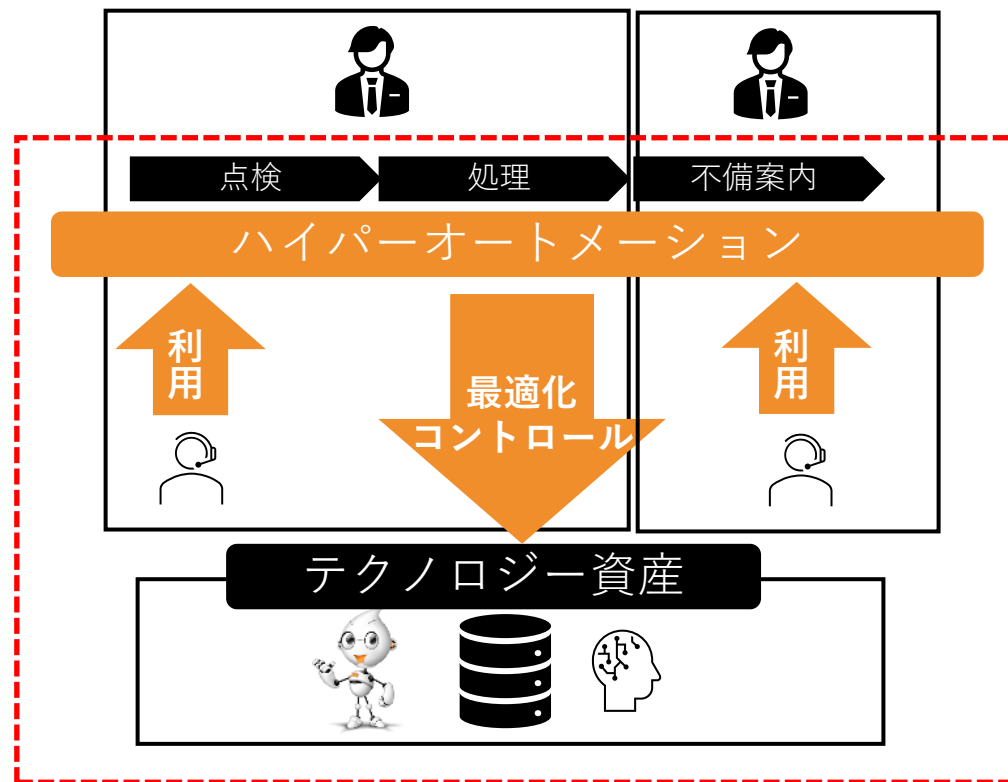 点検
処理
不備案内
ハイパーオートメーション
利
用
最適化
コントロール
利
用
テクノロジー資産